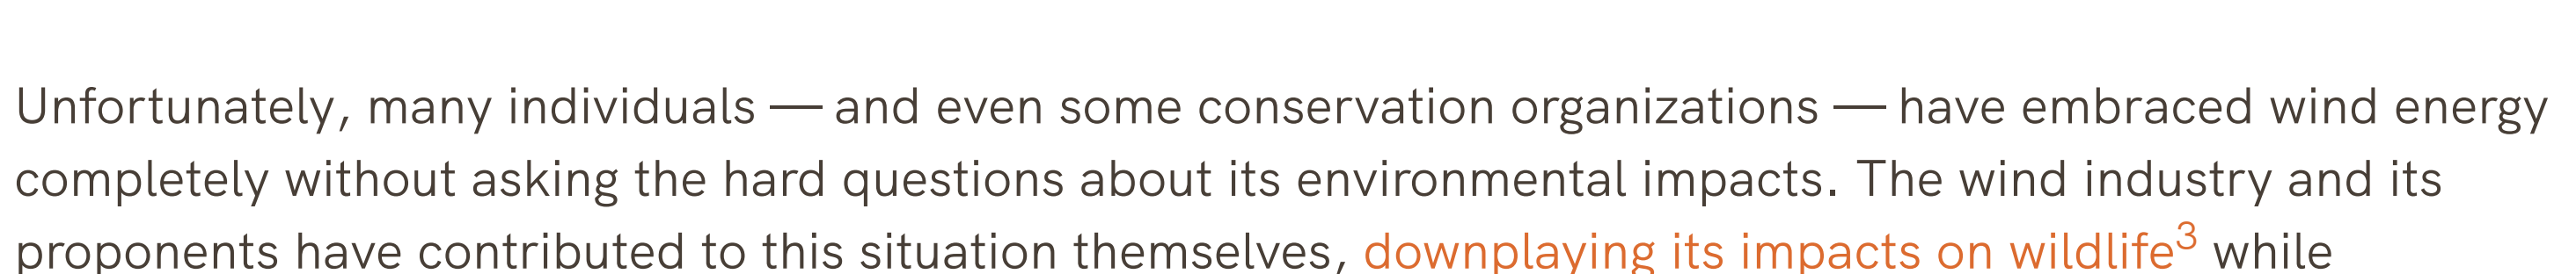 Unfortunately, many individuals — and even some conservation organizations — have embraced wind energy
completely without asking the hard questions about its environmental impacts. The wind industry and its
proponents have contributed to this situation themselves, downplaying its impacts on wildlife³ while